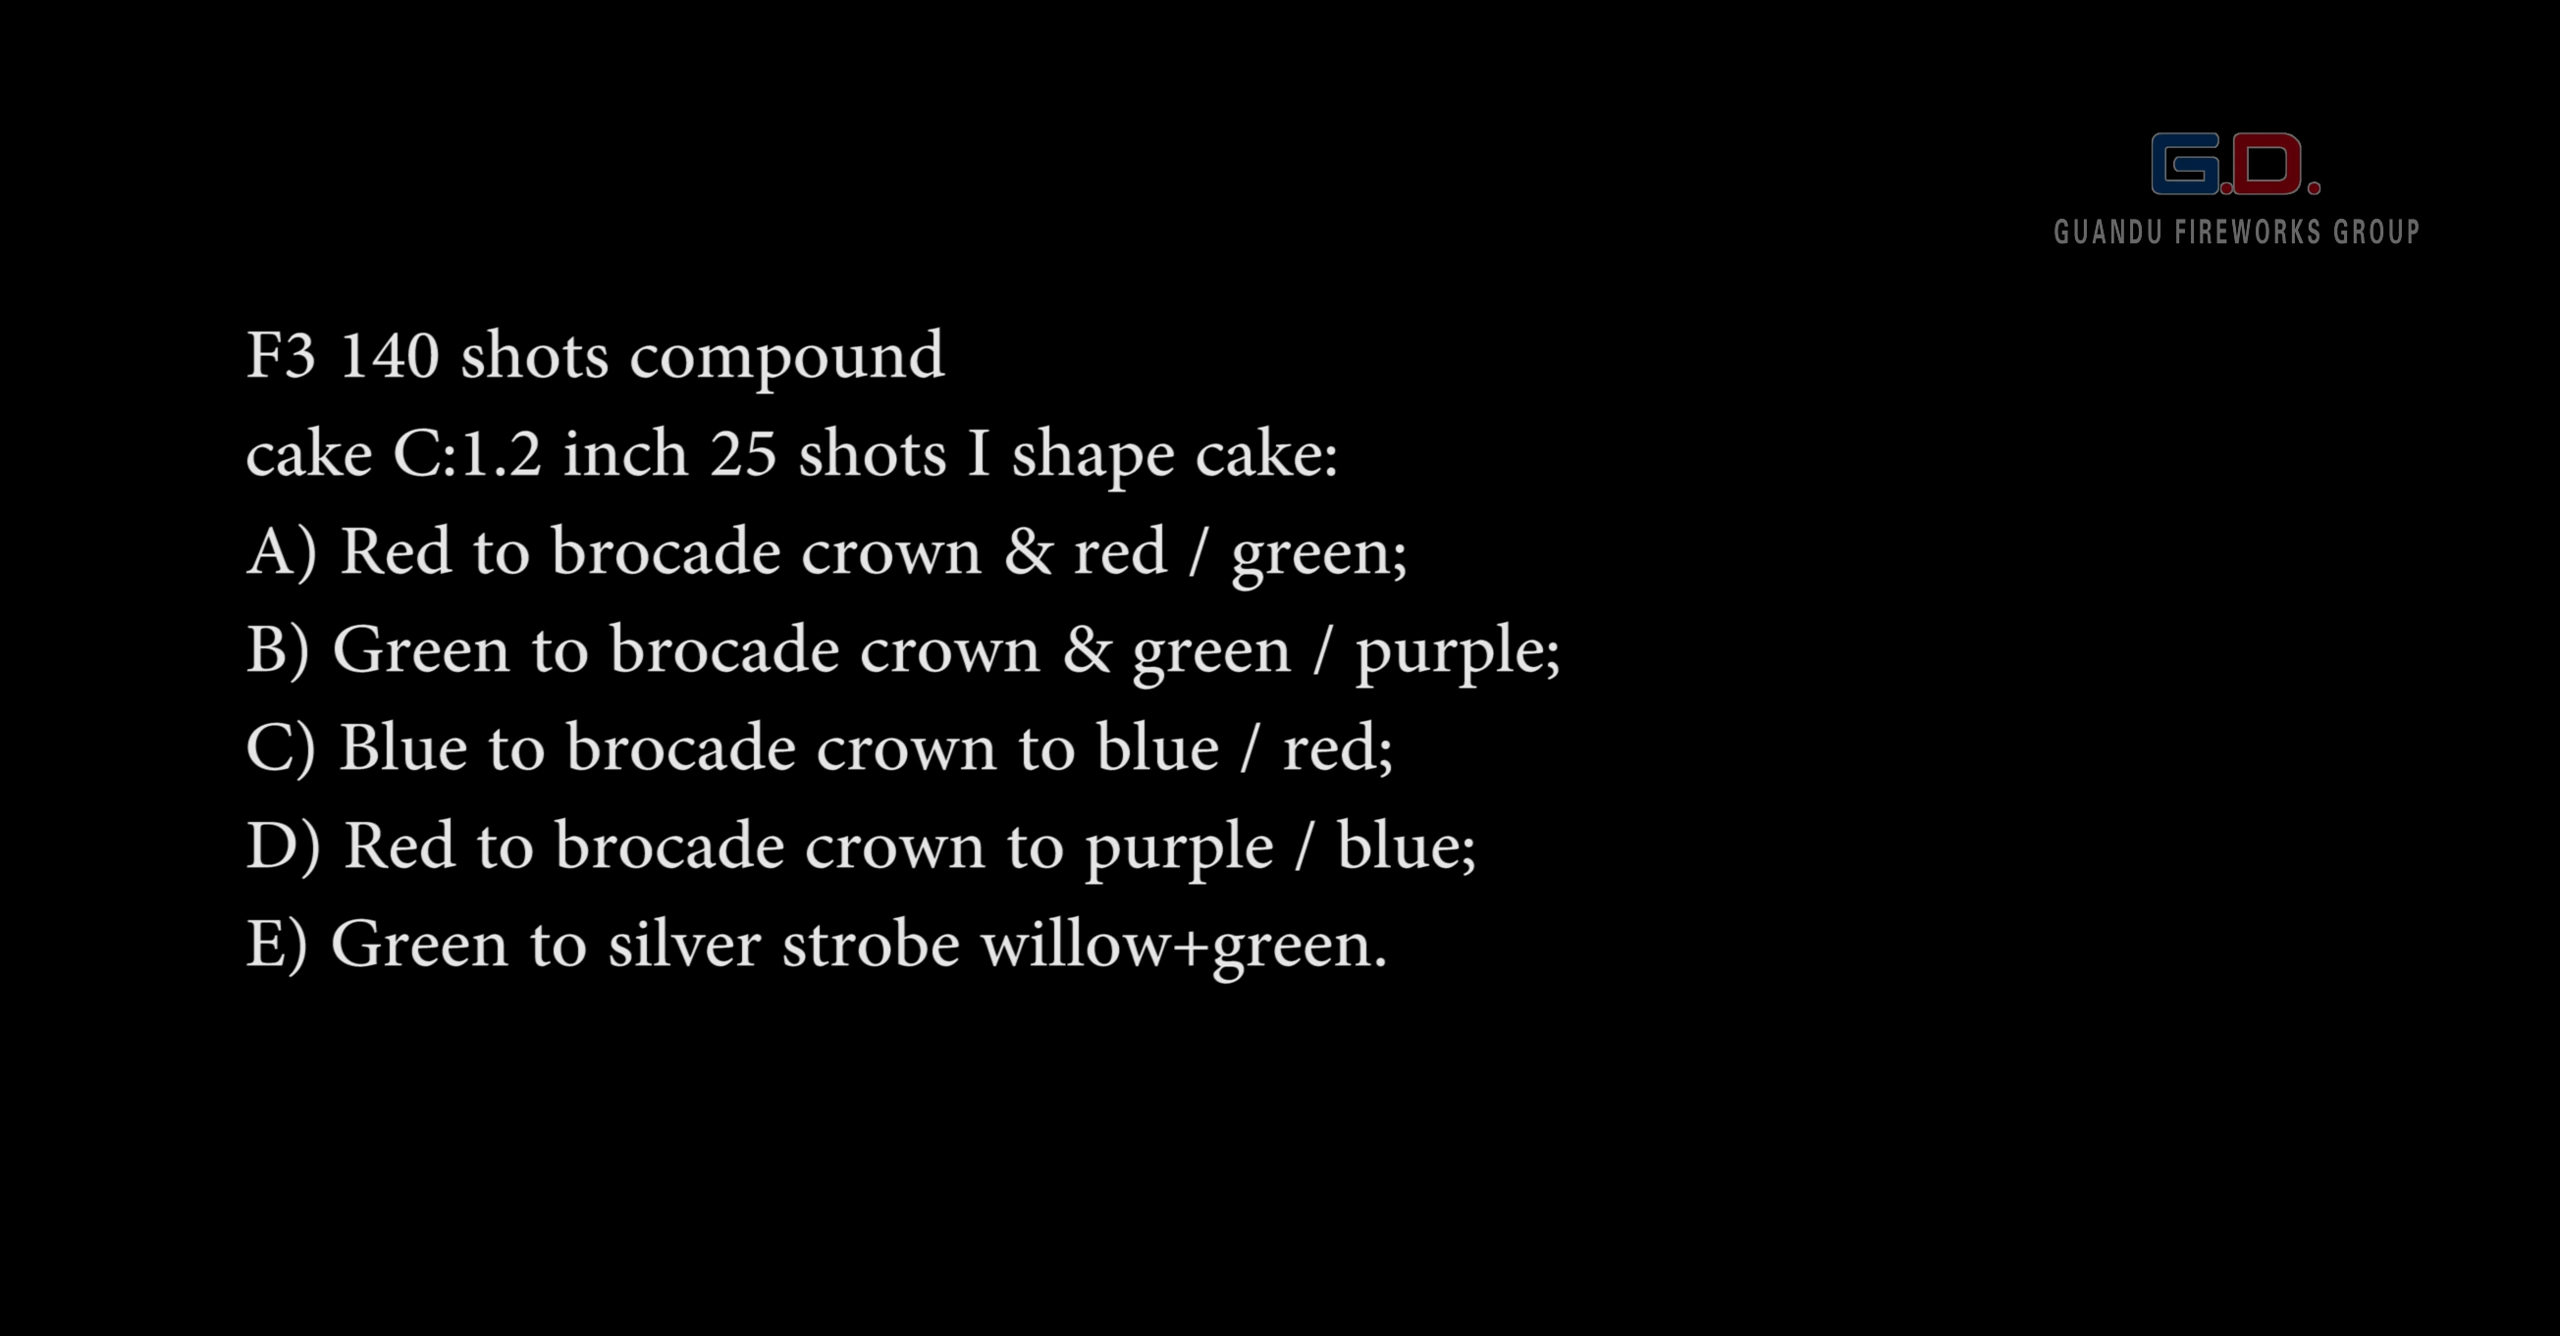 G.D.
GUANDU FIREWORKS GROUP
F3 140 shots compound
cake C:1.2 inch 25 shots I shape cake:
A) Red to brocade crown & red / green;
B) Green to brocade crown & green / purple;
C) Blue to brocade crown to blue / red;
D) Red to brocade crown to purple / blue;
E) Green to silver strobe willow+green.